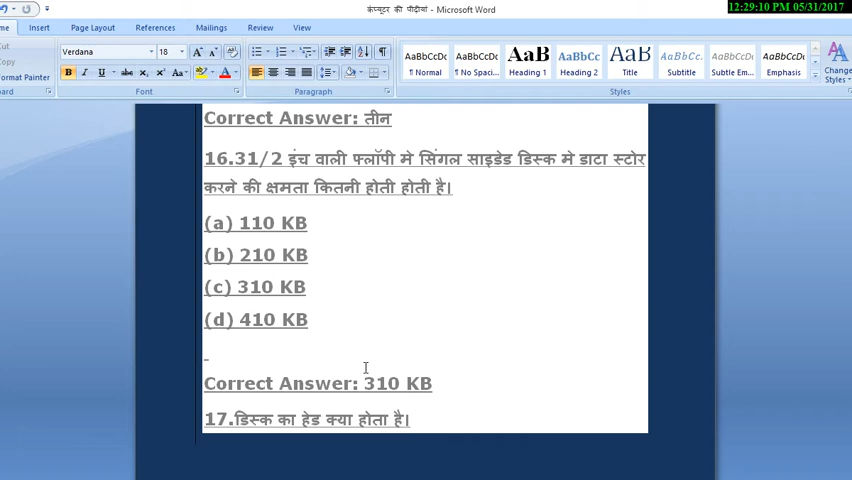 कंप्यूटर की पीढ़ीयां - Microsoft Word
12:29:10 PM 05/31/2017
Insert Page Layout References Mailings Review View
Verdana 18
Format Painter
Font Paragraph Styles
AaBbCcDc AaBbCcDc AaBbC AaBbCc AaBb AaBbCc. AaBbCcDc AaBbCcDc
¶ Normal ¶ No Spaci... Heading 1 Heading 2 Title Subtitle Subtle Em... Emphasis
Change
Styles
Correct Answer: तीन
16.31/2 इंच वाली फ्लॉपी मे सिंगल साइडेड डिस्क मे डाटा स्टोर
करने की क्षमता कितनी होती होती है।
(a) 110 KB
(b) 210 KB
(c) 310 KB
(d) 410 KB
Correct Answer: 310 KB
17.डिस्क का हेड क्या होता है।